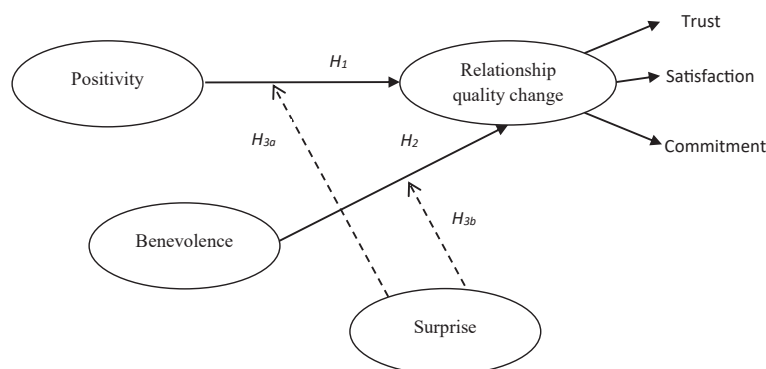 Trust
H1
Positivity
Relationship
quality change
Satisfaction
H3a
H2
Commitment
Benevolence
H3b
Surprise